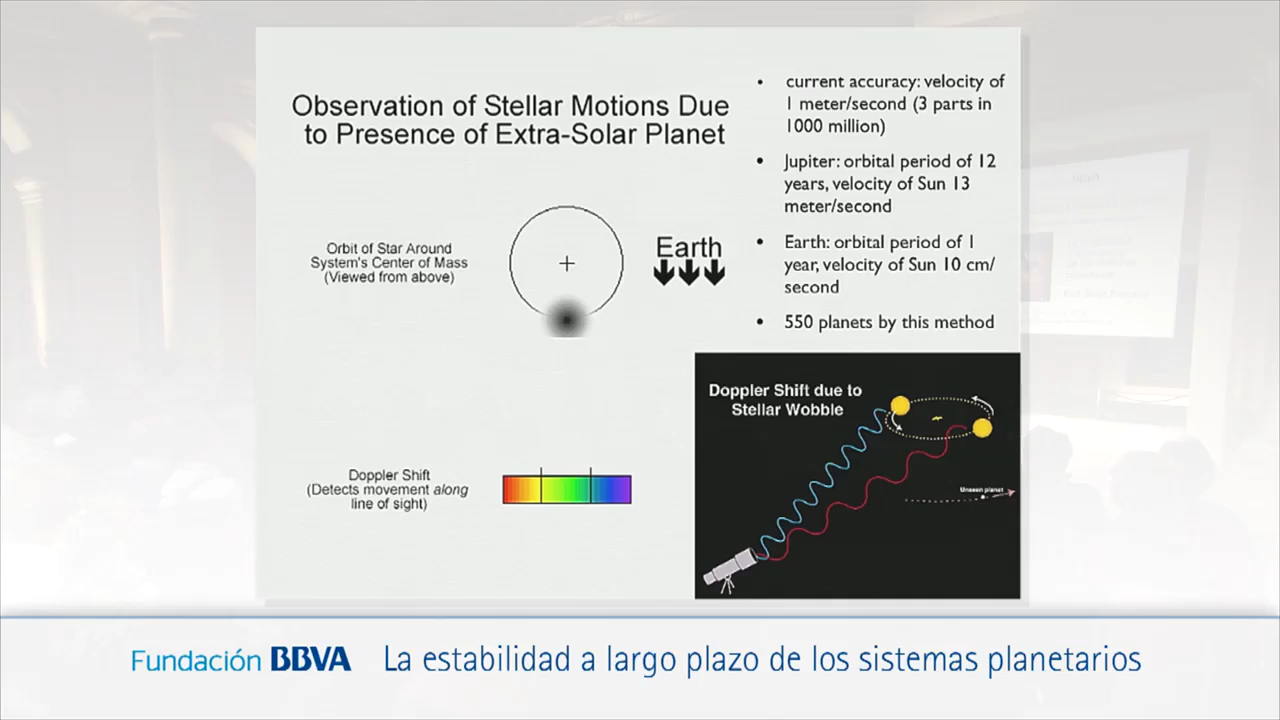 Observation of Stellar Motions Due
to Presence of Extra-Solar Planet
Orbit of Star Around
System's Center of Mass
(Viewed from above)
Earth
Doppler Shift
(Detects movement along
line of sight)
• current accuracy: velocity of
1 meter/second (3 parts in
1000 million)
• Jupiter: orbital period of 12
years, velocity of Sun 13
meter/second
• Earth: orbital period of 1
year, velocity of Sun 10 cm/
second
• 550 planets by this method
Doppler Shift due to
Stellar Wobble
Unseen planet
Fundación BBVA La estabilidad a largo plazo de los sistemas planetarios